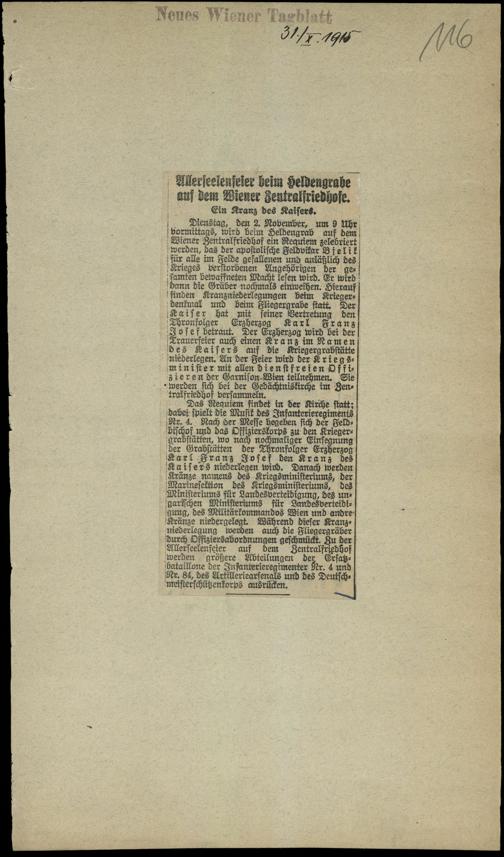 Neues Wiener Tagblatt
31./X. 1915
116
Allerseelenfeier beim Heldengrabe
auf dem Wiener Zentralfriedhofe.
Ein Kranz des Kaisers.
Dienstag, den 2. November, um 9 Uhr
vormittags, wird beim Heldengrab auf dem
Wiener Zentralfriedhof ein Requiem zelebriert
werden, das der apostolische Feldvikar Bjelik
für alle im Felde gefallenen und anläßlich des
Krieges verstorbenen Angehörigen der ge-
samten bewaffneten Macht lesen wird. Er wird
dann die Gräber nochmals einweihen. Hierauf
finden Kranzniederlegungen beim Krieger-
denkmal und beim Fliegergrabe statt. Der
Kaiser hat mit seiner Vertretung den
Thronfolger Erzherzog Karl Franz
Josef betraut. Der Erzherzog wird bei der
Trauerfeier auch einen Kranz im Namen
des Kaisers auf die Kriegergrabstätte
niederlegen. An der Feier wird der Kriegs-
minister mit allen dienstfreien Offi-
zieren der Garnison Wien teilnehmen. Sie
werden sich bei der Gedächtniskirche im Zen-
tralfriedhof versammeln.
Das Requiem findet in der Kirche statt;
dabei spielt die Musik des Infanterieregiments
Nr. 4. Nach der Messe begeben sich der Feld-
bischof und das Offizierskorps zu den Krieger-
grabstätten, wo nach nochmaliger Einsegnung
der Grabstätten der Thronfolger Erzherzog
Karl Franz Josef den Kranz des
Kaisers niederlegen wird. Danach werden
Kränze namens des Kriegsministeriums, der
Marinesektion des Kriegsministeriums, des
Ministeriums für Landesverteidigung, des un-
garischen Ministeriums für Landesverteidi-
gung, des Militärkommandos Wien und andre
Kränze niedergelegt. Während dieser Kranz-
niederlegung werden auch die Fliegergräber
durch Offiziersabordnungen geschmückt. Zu der
Allerseelenfeier auf dem Zentralfriedhof
werden größere Abteilungen der Ersatz-
bataillone der Infanterieregimenter Nr. 4 und
Nr. 84, des Artilleriearsenals und des Deutsch-
meisterschützenkorps ausrücken.